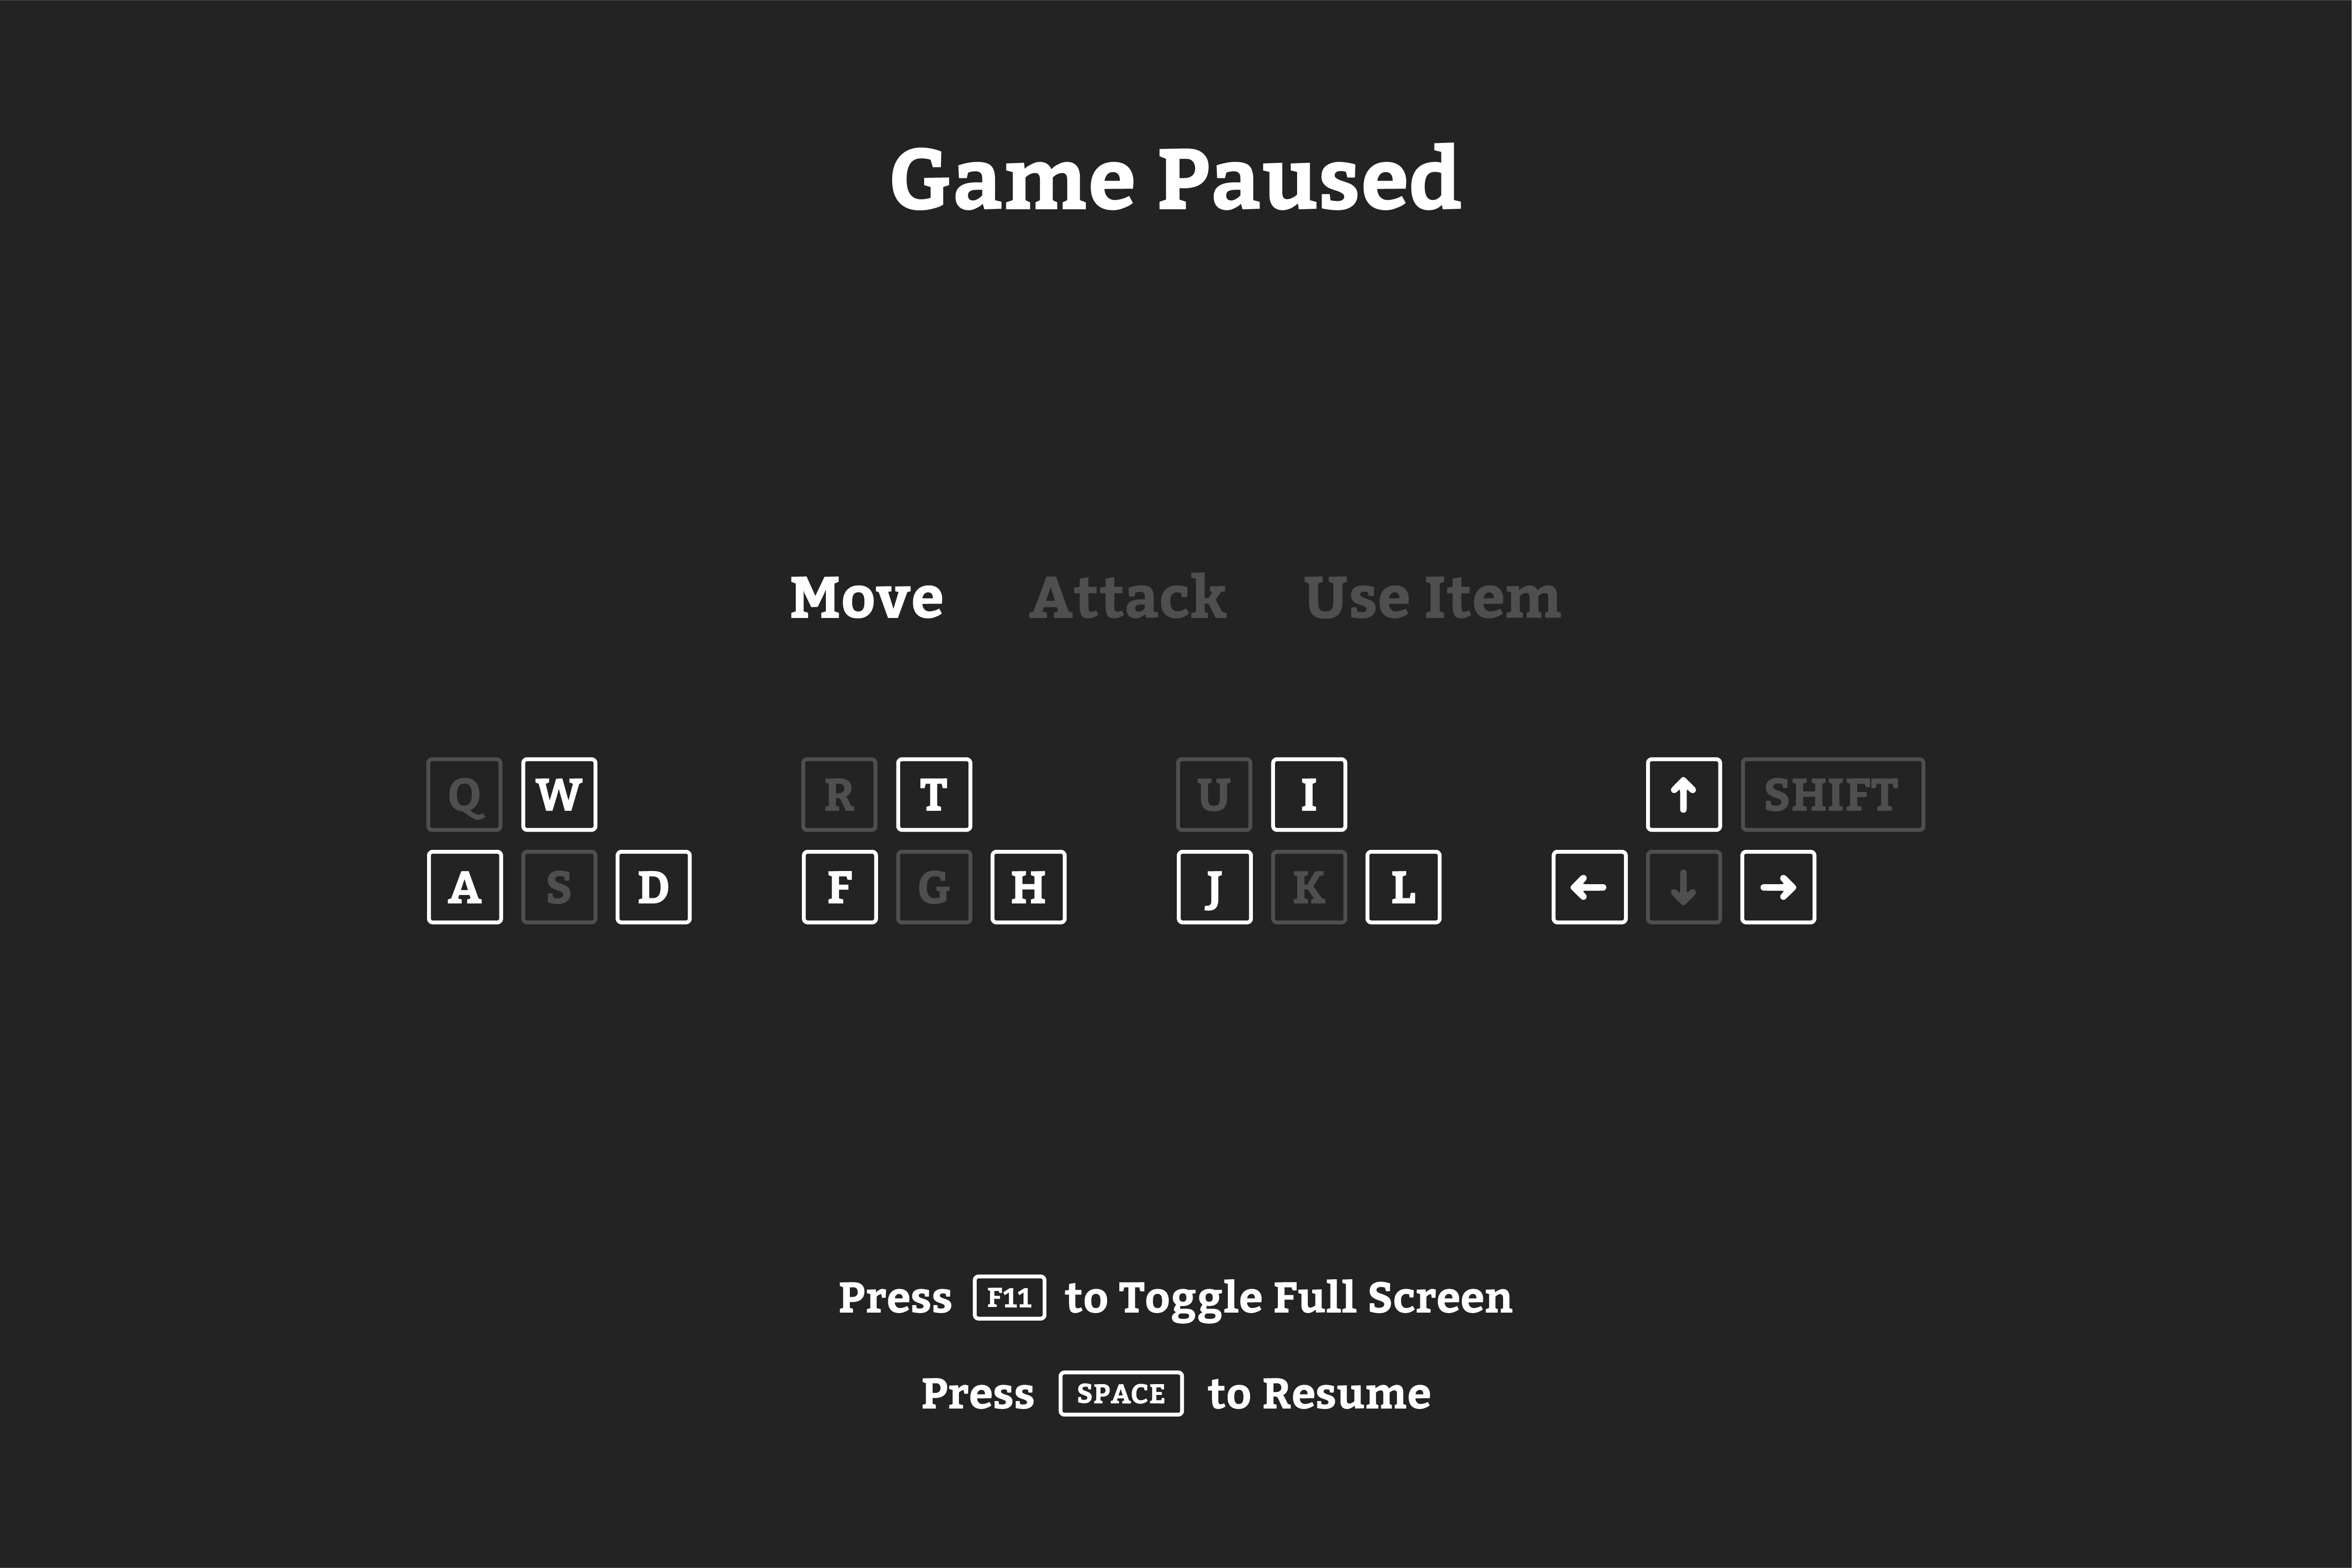 Game Paused
Move Attack Use Item
Q W R T U I ↑ SHIFT
A S D F G H J K L ← ↓ →
Press F11 to Toggle Full Screen
Press SPACE to Resume